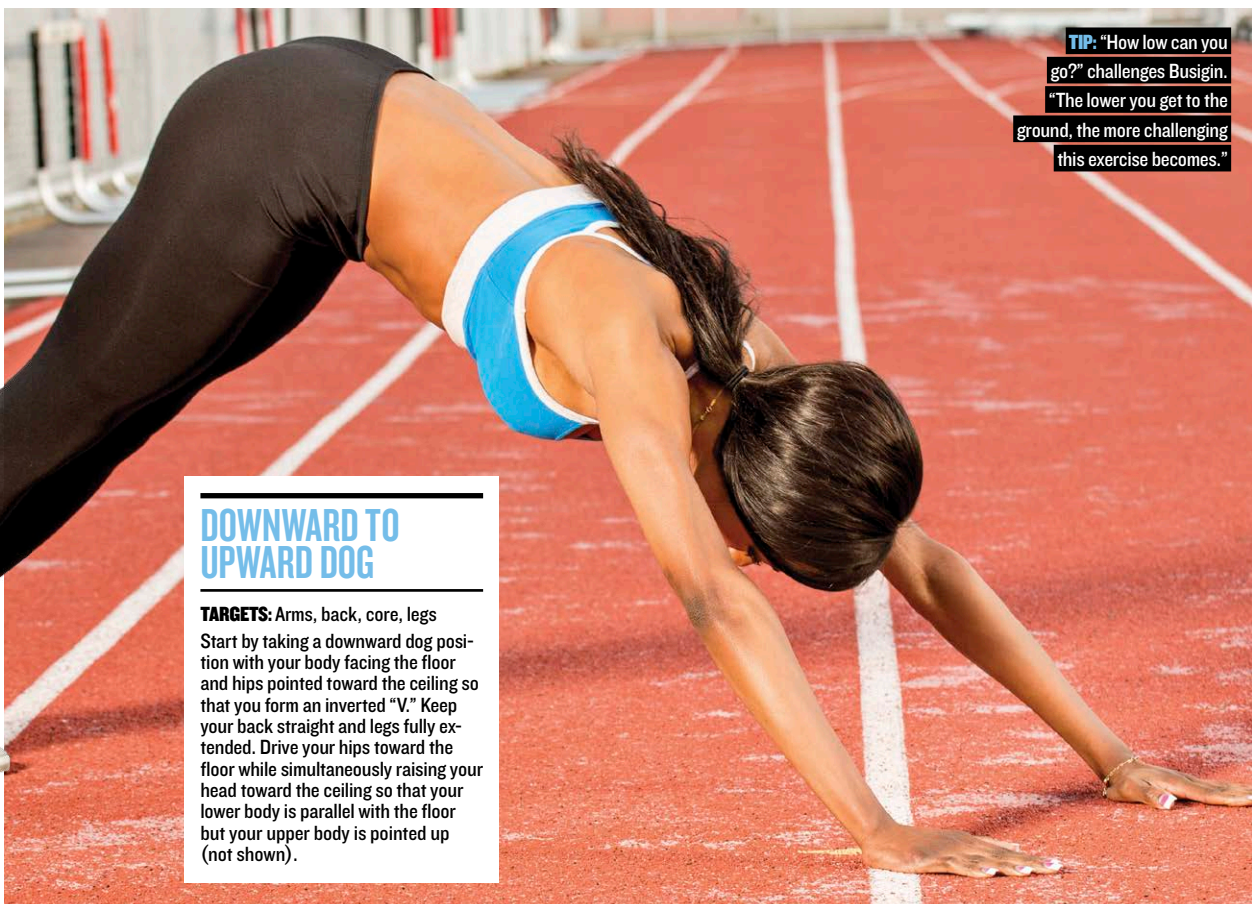 TIP: “How low can you
go?” challenges Busigin.
“The lower you get to the
ground, the more challenging
this exercise becomes.”
DOWNWARD TO
UPWARD DOG
TARGETS: Arms, back, core, legs
Start by taking a downward dog posi-
tion with your body facing the floor
and hips pointed toward the ceiling so
that you form an inverted “V.” Keep
your back straight and legs fully ex-
tended. Drive your hips toward the
floor while simultaneously raising your
head toward the ceiling so that your
lower body is parallel with the floor
but your upper body is pointed up
(not shown).